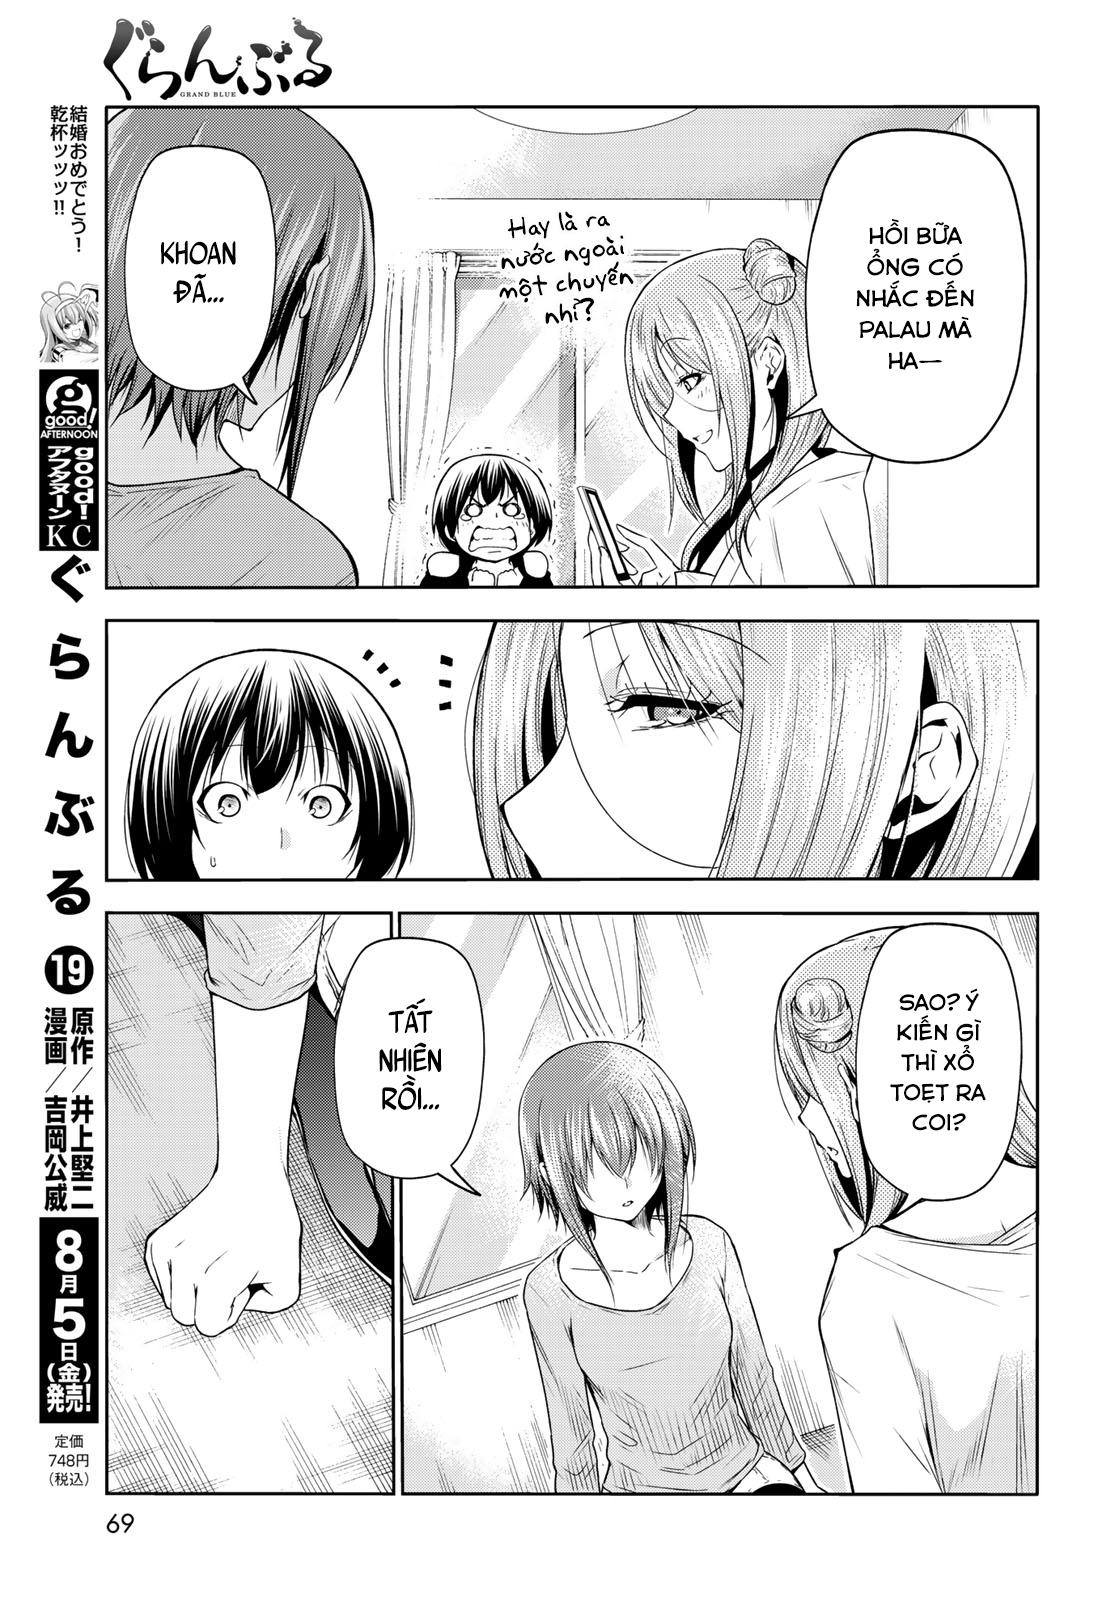 ぐらんぶる
GRAND BLUE
結婚おめでとう!
乾杯ッッッ!!
good!
AFTERNOON
good!
アフタヌーン
KC
ぐらんぶる
19
原作/井上堅二
漫画/吉岡公威
8月5日(金)発売!
定価
748円
(税込)
HỒI BỮA
ỔNG CÓ
NHẮC ĐẾN
PALAU MÀ
HA—
Hay là ra
nước ngoài
một chuyến
nhỉ?
KHOAN
ĐÃ...
SAO? Ý
KIẾN GÌ
THÌ XỔ
TOẸT RA
COI?
TẤT
NHIÊN
RỒI...
69